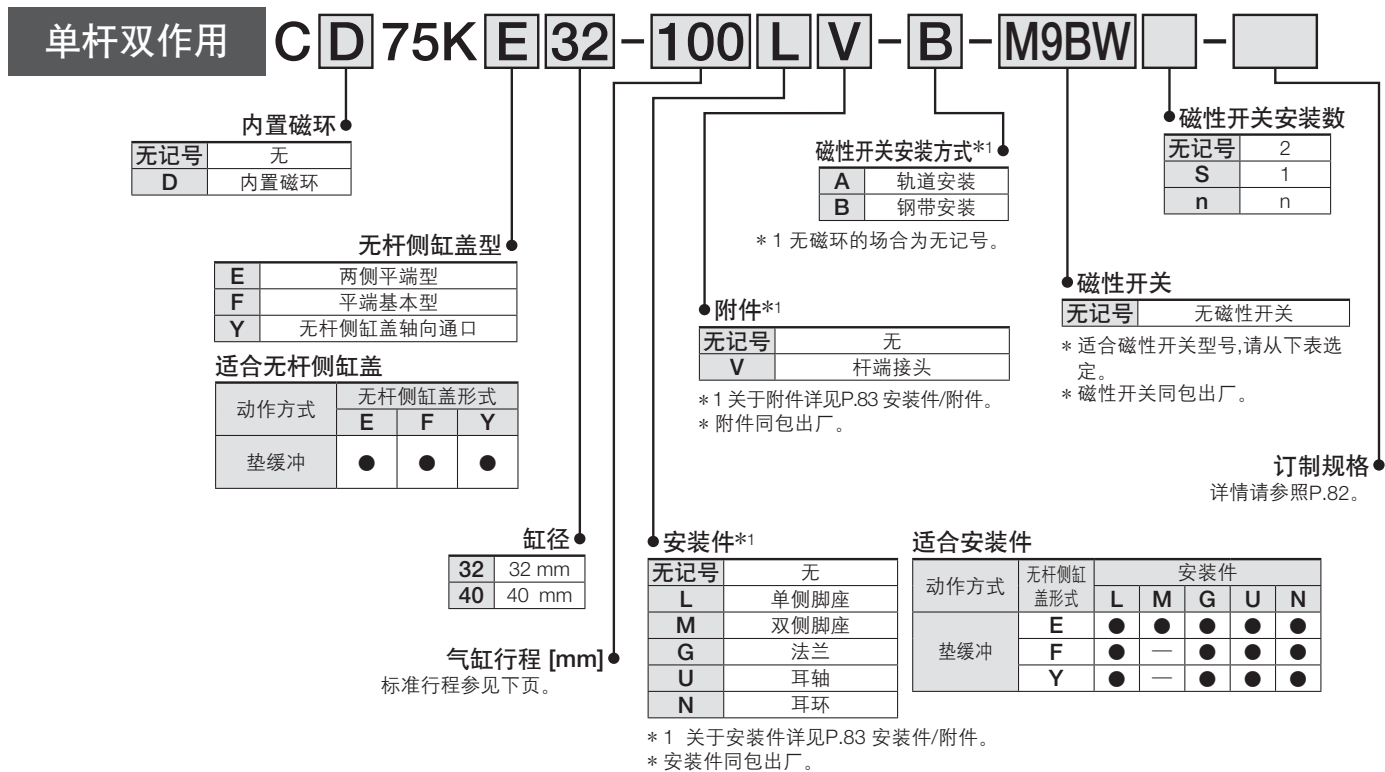 单杆双作用 CD75KE32-100LV-B-M9BW-
内置磁环
无记号 无
D 内置磁环
无杆侧缸盖型
E 两侧平端型
F 平端基本型
Y 无杆侧缸盖轴向通口
适合无杆侧缸盖
动作方式 无杆侧缸盖形式
E F Y
垫缓冲 ● ● ●
缸径
32 32 mm
40 40 mm
气缸行程 [mm]
标准行程参见下页。
磁性开关安装方式*1
A 轨道安装
B 钢带安装
*1 无磁环的场合为无记号。
附件*1
无记号 无
V 杆端接头
*1 关于附件详见P.83 安装件/附件。
* 附件同包出厂。
安装件*1
无记号 无
L 单侧脚座
M 双侧脚座
G 法兰
U 耳轴
N 耳环
*1 关于安装件详见P.83 安装件/附件。
* 安装件同包出厂。
磁性开关安装数
无记号 2
S 1
n n
磁性开关
无记号 无磁性开关
* 适合磁性开关型号,请从下表选
定。
* 磁性开关同包出厂。
订制规格
详情请参照P.82。
适合安装件
动作方式 无杆侧缸
盖形式 安装件
L M G U N
垫缓冲 E ● ● ● ● ●
F ● — ● ● ●
Y ● — ● ● ●